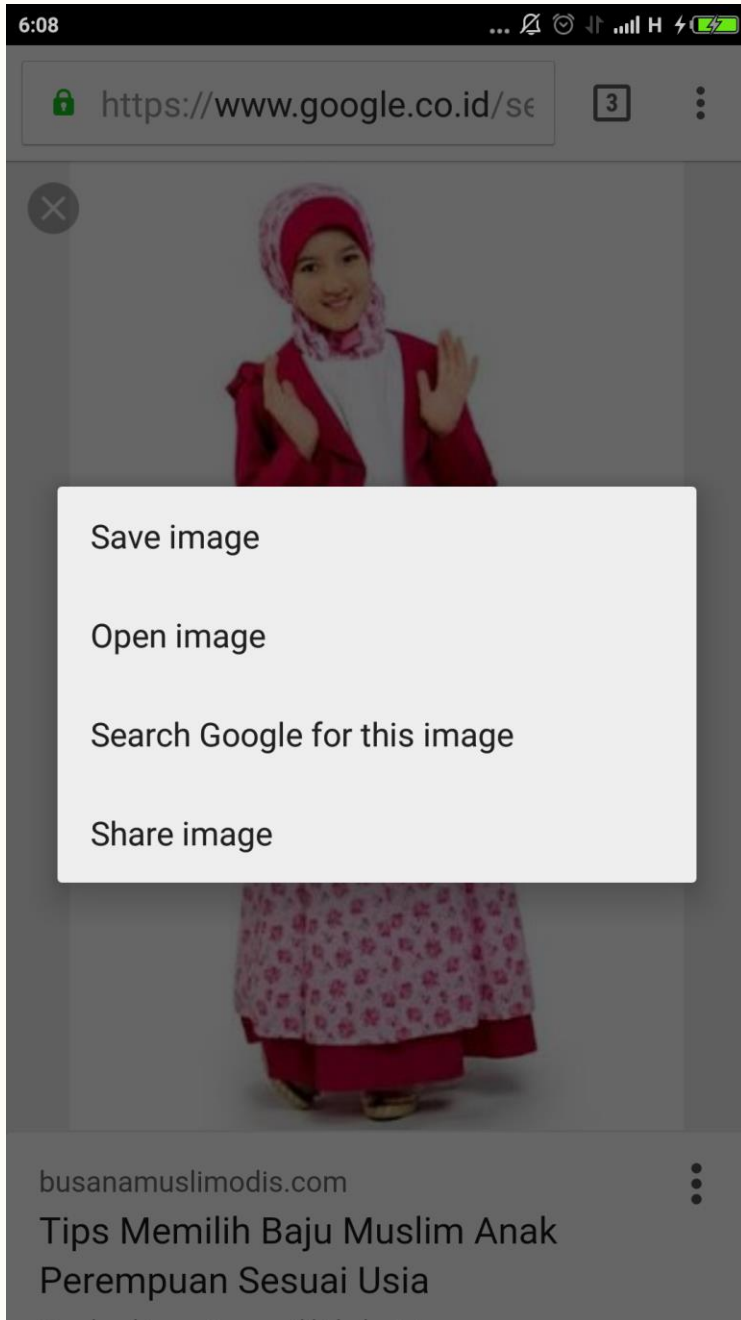 6:08
... H
https://www.google.co.id/se
3
Save image
Open image
Search Google for this image
Share image
busanamuslimodis.com
Tips Memilih Baju Muslim Anak
Perempuan Sesuai Usia